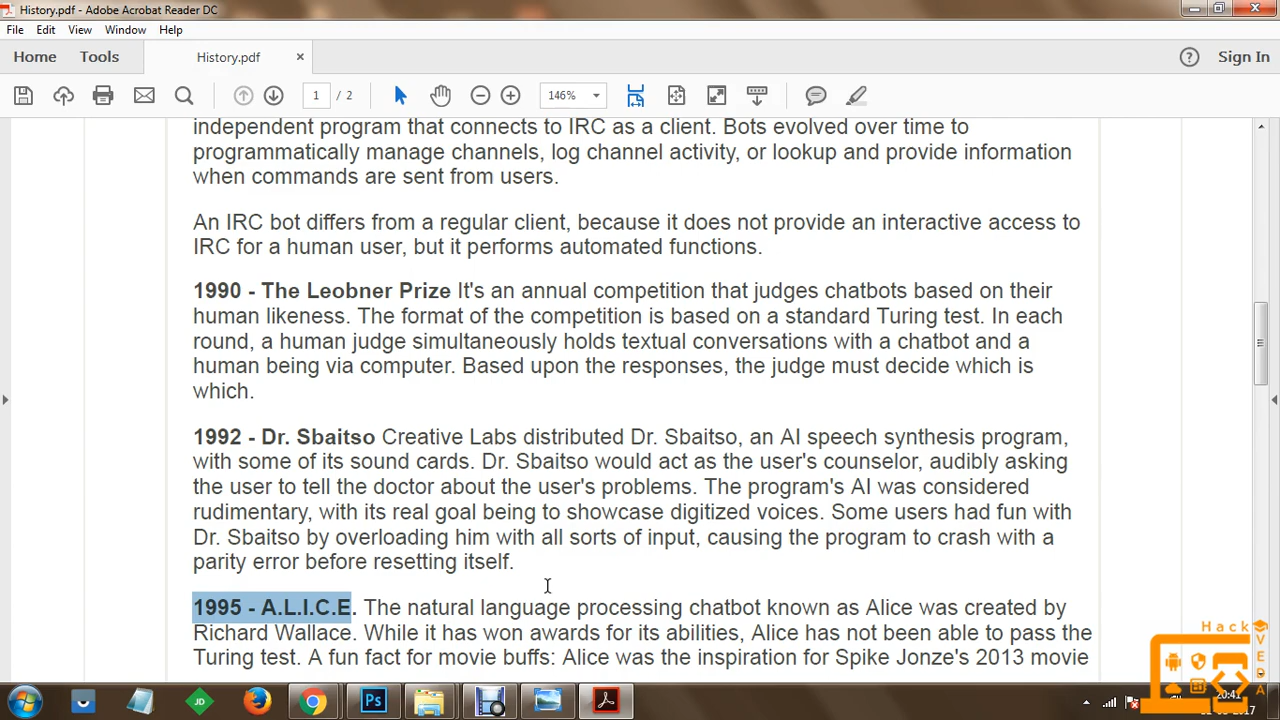 History.pdf - Adobe Acrobat Reader DC
File Edit View Window Help
Home Tools History.pdf × ? Sign In
1 / 2 146%
independent program that connects to IRC as a client. Bots evolved over time to
programmatically manage channels, log channel activity, or lookup and provide information
when commands are sent from users.
An IRC bot differs from a regular client, because it does not provide an interactive access to
IRC for a human user, but it performs automated functions.
1990 - The Leobner Prize It's an annual competition that judges chatbots based on their
human likeness. The format of the competition is based on a standard Turing test. In each
round, a human judge simultaneously holds textual conversations with a chatbot and a
human being via computer. Based upon the responses, the judge must decide which is
which.
1992 - Dr. Sbaitso Creative Labs distributed Dr. Sbaitso, an AI speech synthesis program,
with some of its sound cards. Dr. Sbaitso would act as the user's counselor, audibly asking
the user to tell the doctor about the user's problems. The program's AI was considered
rudimentary, with its real goal being to showcase digitized voices. Some users had fun with
Dr. Sbaitso by overloading him with all sorts of input, causing the program to crash with a
parity error before resetting itself.
1995 - A.L.I.C.E. The natural language processing chatbot known as Alice was created by
Richard Wallace. While it has won awards for its abilities, Alice has not been able to pass the
Turing test. A fun fact for movie buffs: Alice was the inspiration for Spike Jonze's 2013 movie
Hack
VEDA
JD Ps
20:41